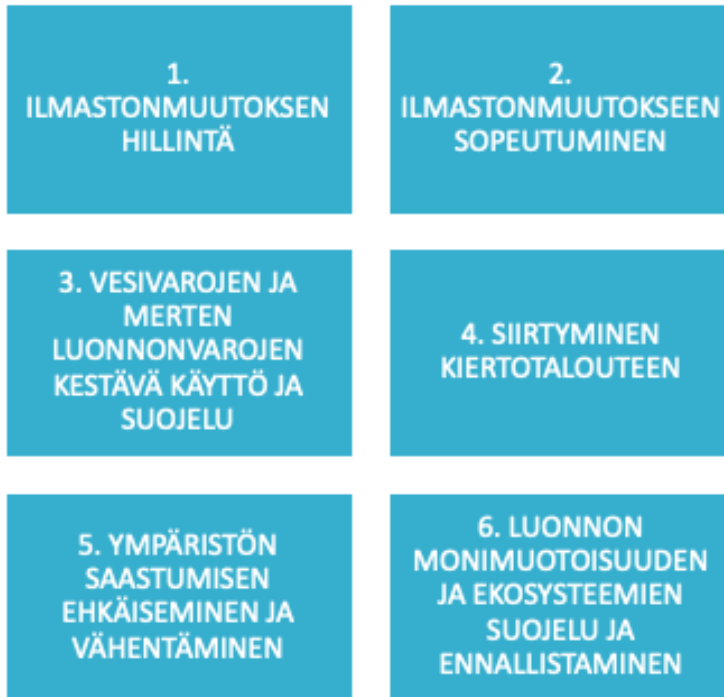 1.
ILMASTONMUUTOKSEN
HILLINTÄ
2.
ILMASTONMUUTOKSEEN
SOPEUTUMINEN
3. VESIVAROJEN JA
MERTEN
LUONNONVAROJEN
KESTÄVÄ KÄYTTÖ JA
SUOJELU
4. SIIRTYMINEN
KIERTOTALOUTEEN
5. YMPÄRISTÖN
SAASTUMISEN
EHKÄISEMINEN JA
VÄHENTÄMINEN
6. LUONNON
MONIMUOTOISUUDEN
JA EKOSYSTEEMIEN
SUOJELU JA
ENNALLISTAMINEN